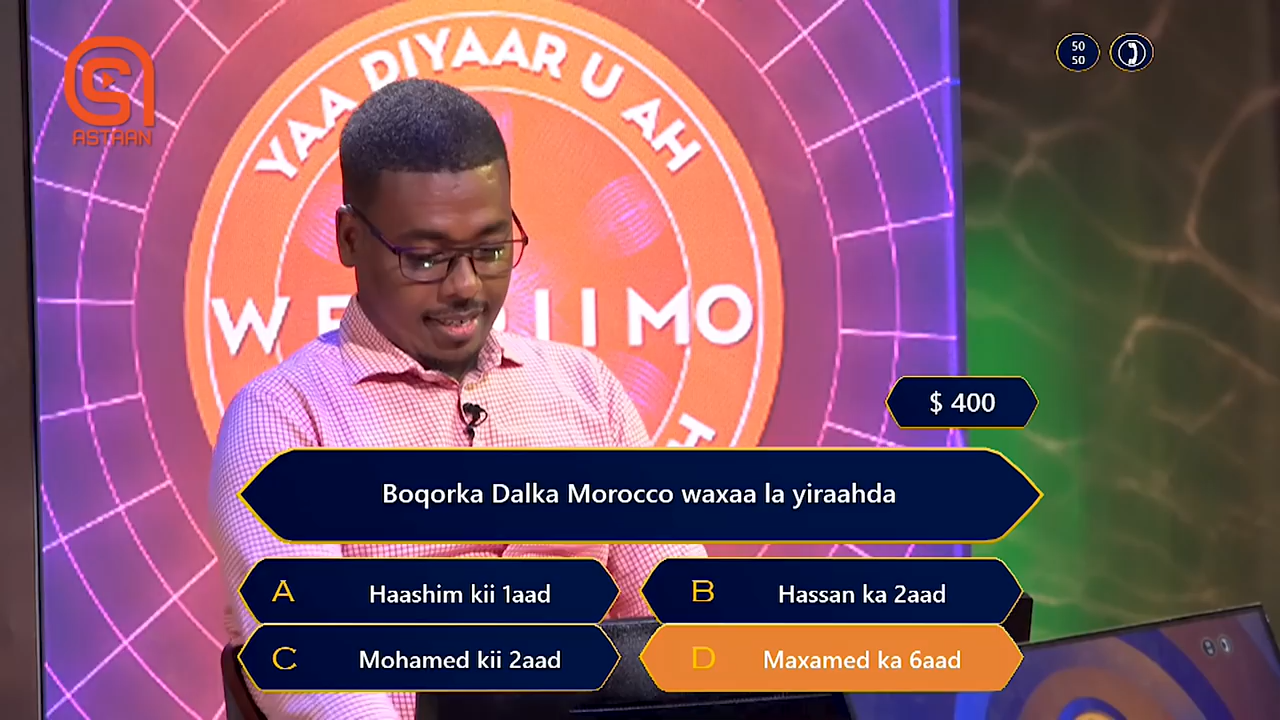 YAA DIYAAR U AH
ASTAAN
50
50
$ 400
Boqorka Dalka Morocco waxaa la yiraahda
A Haashim kii 1aad
B Hassan ka 2aad
C Mohamed kii 2aad
D Maxamed ka 6aad